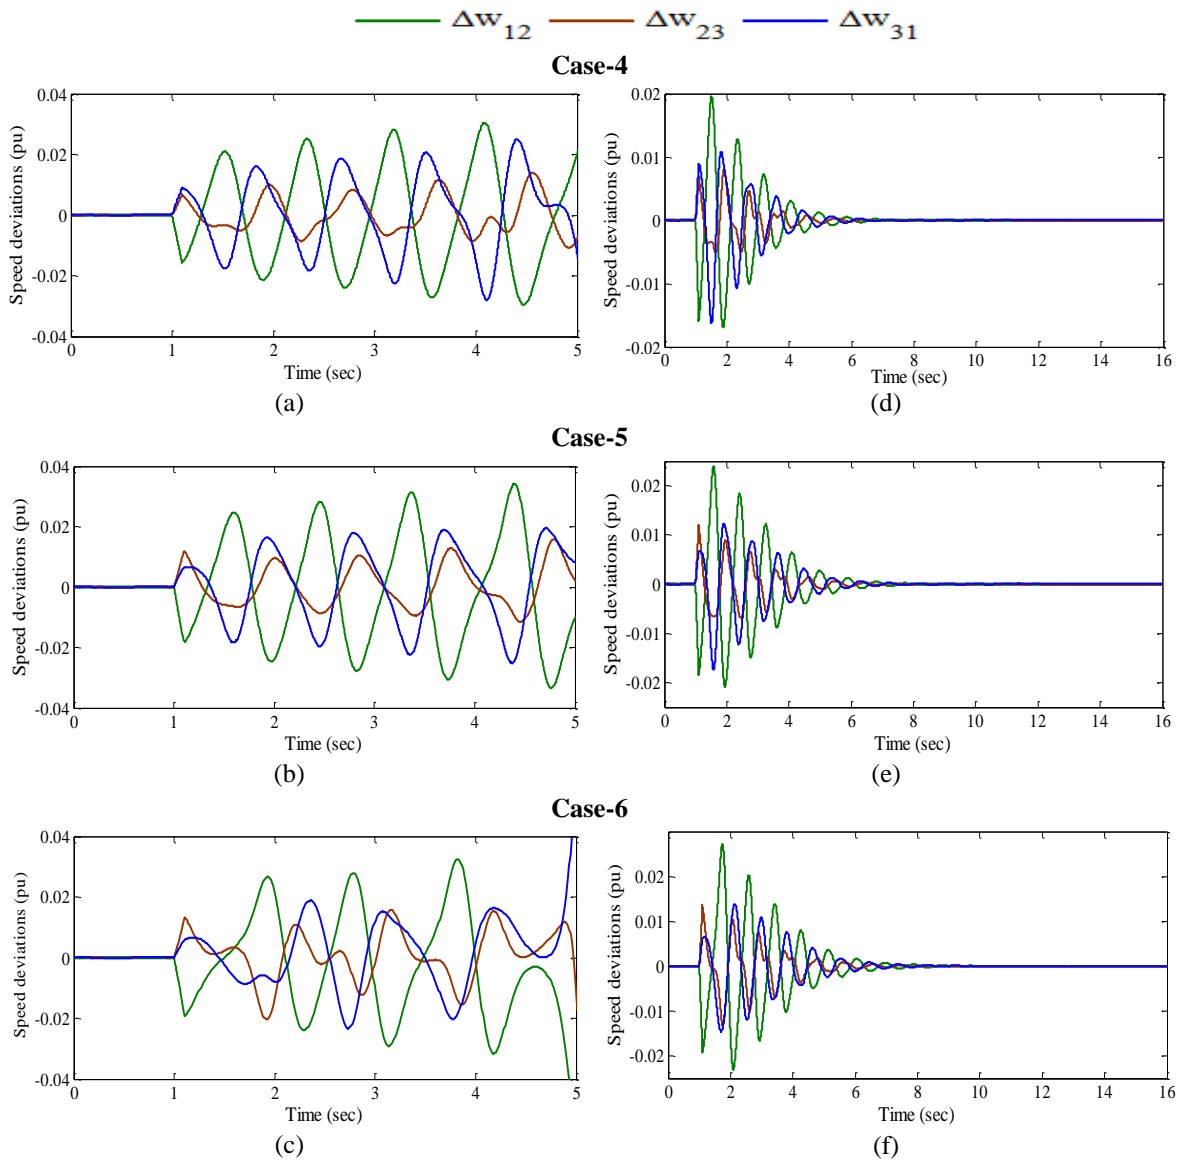 Δw12 Δw23 Δw31
Case-4
0.04
0.02
0
-0.02
-0.04
0 1 2 3 4 5
Speed deviations (pu)
Time (sec)
(a)
0.02
0.01
0
-0.01
-0.02
0 2 4 6 8 10 12 14 16
Speed deviations (pu)
Time (sec)
(d)
Case-5
0.04
0.02
0
-0.02
-0.04
0 1 2 3 4 5
Speed deviations (pu)
Time (sec)
(b)
0.02
0.01
0
-0.01
-0.02
0 2 4 6 8 10 12 14 16
Speed deviations (pu)
Time (sec)
(e)
Case-6
0.04
0.02
0
-0.02
-0.04
0 1 2 3 4 5
Speed deviations (pu)
Time (sec)
(c)
0.02
0.01
0
-0.01
-0.02
0 2 4 6 8 10 12 14 16
Speed deviations (pu)
Time (sec)
(f)